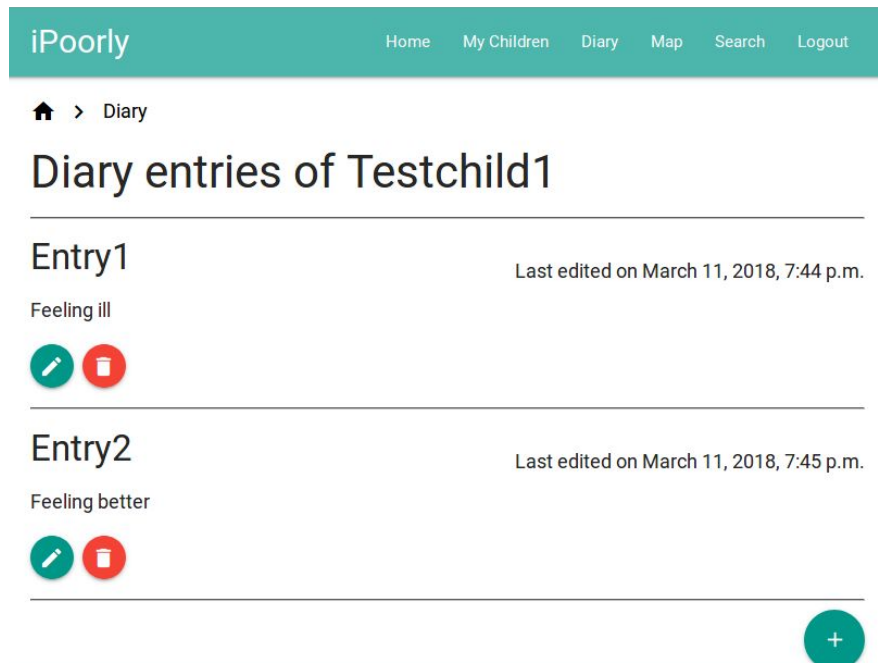 iPoorly Home My Children Diary Map Search Logout
> Diary
Diary entries of Testchild1
Entry1
Last edited on March 11, 2018, 7:44 p.m.
Feeling ill
Entry2
Last edited on March 11, 2018, 7:45 p.m.
Feeling better
+